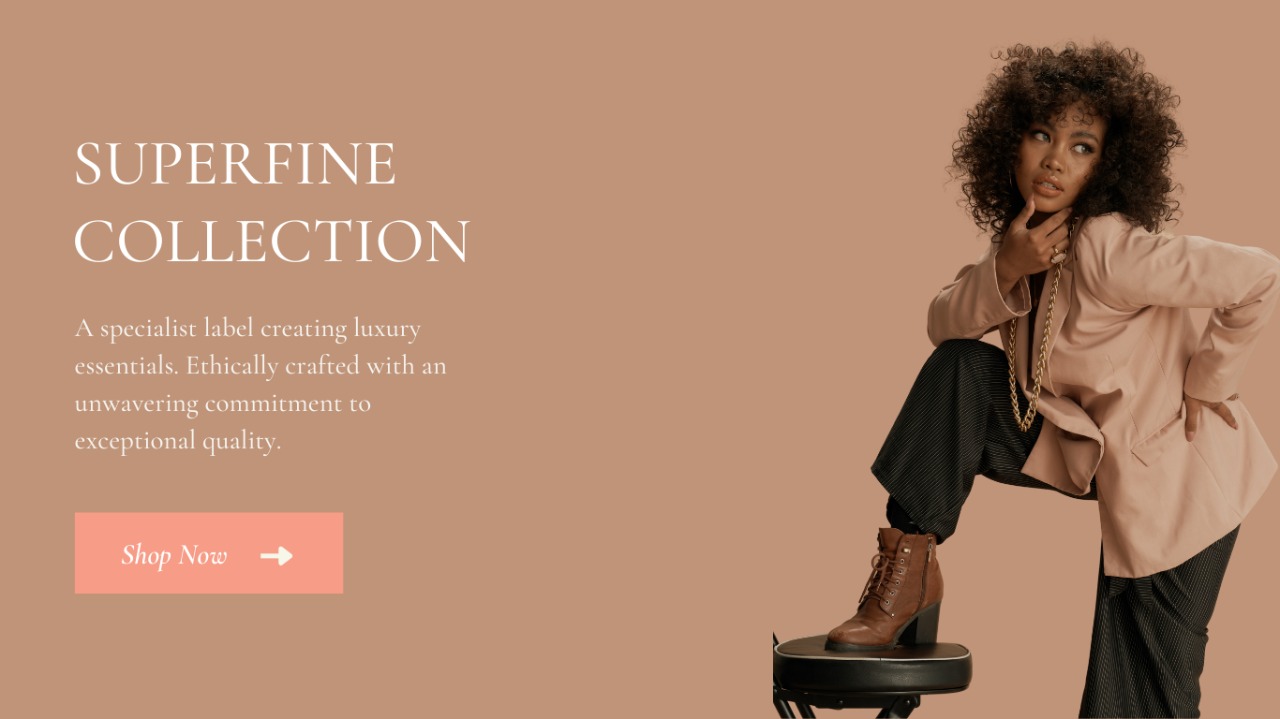 SUPERFINE
COLLECTION
A specialist label creating luxury
essentials. Ethically crafted with an
unwavering commitment to
exceptional quality.
Shop Now